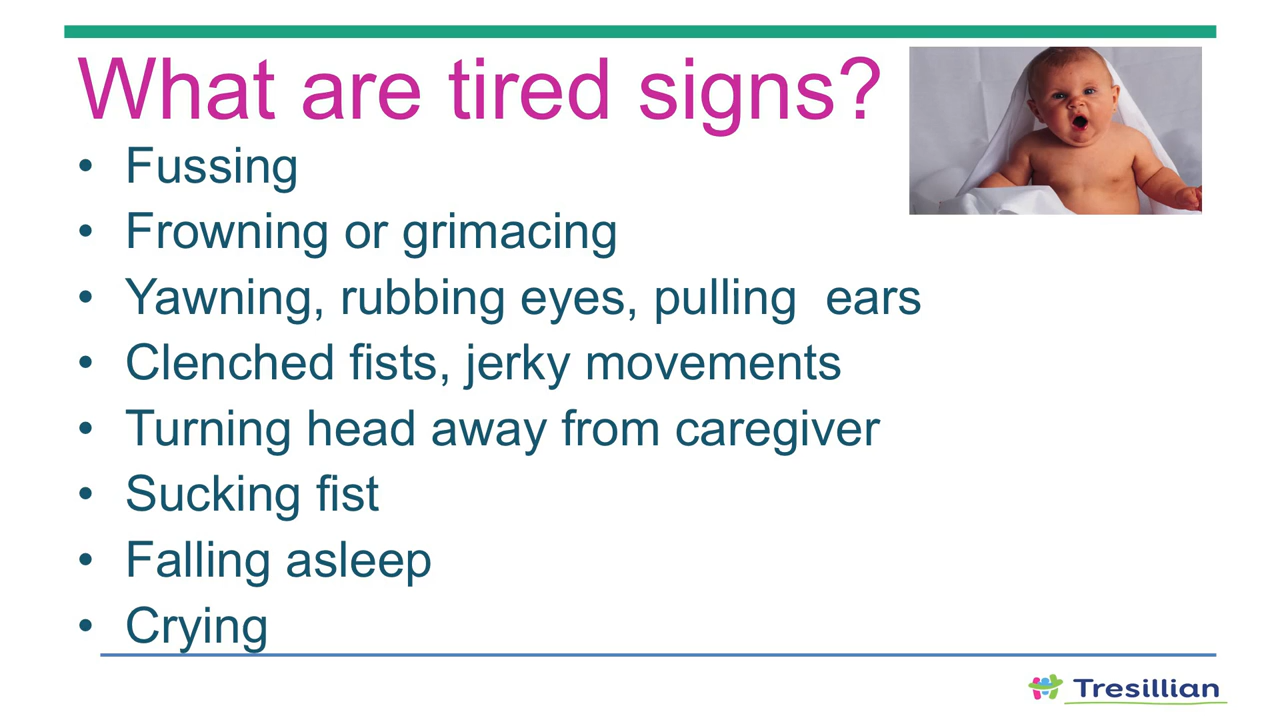 What are tired signs?
• Fussing
• Frowning or grimacing
• Yawning, rubbing eyes, pulling  ears
• Clenched fists, jerky movements
• Turning head away from caregiver
• Sucking fist
• Falling asleep
• Crying
Tresillian